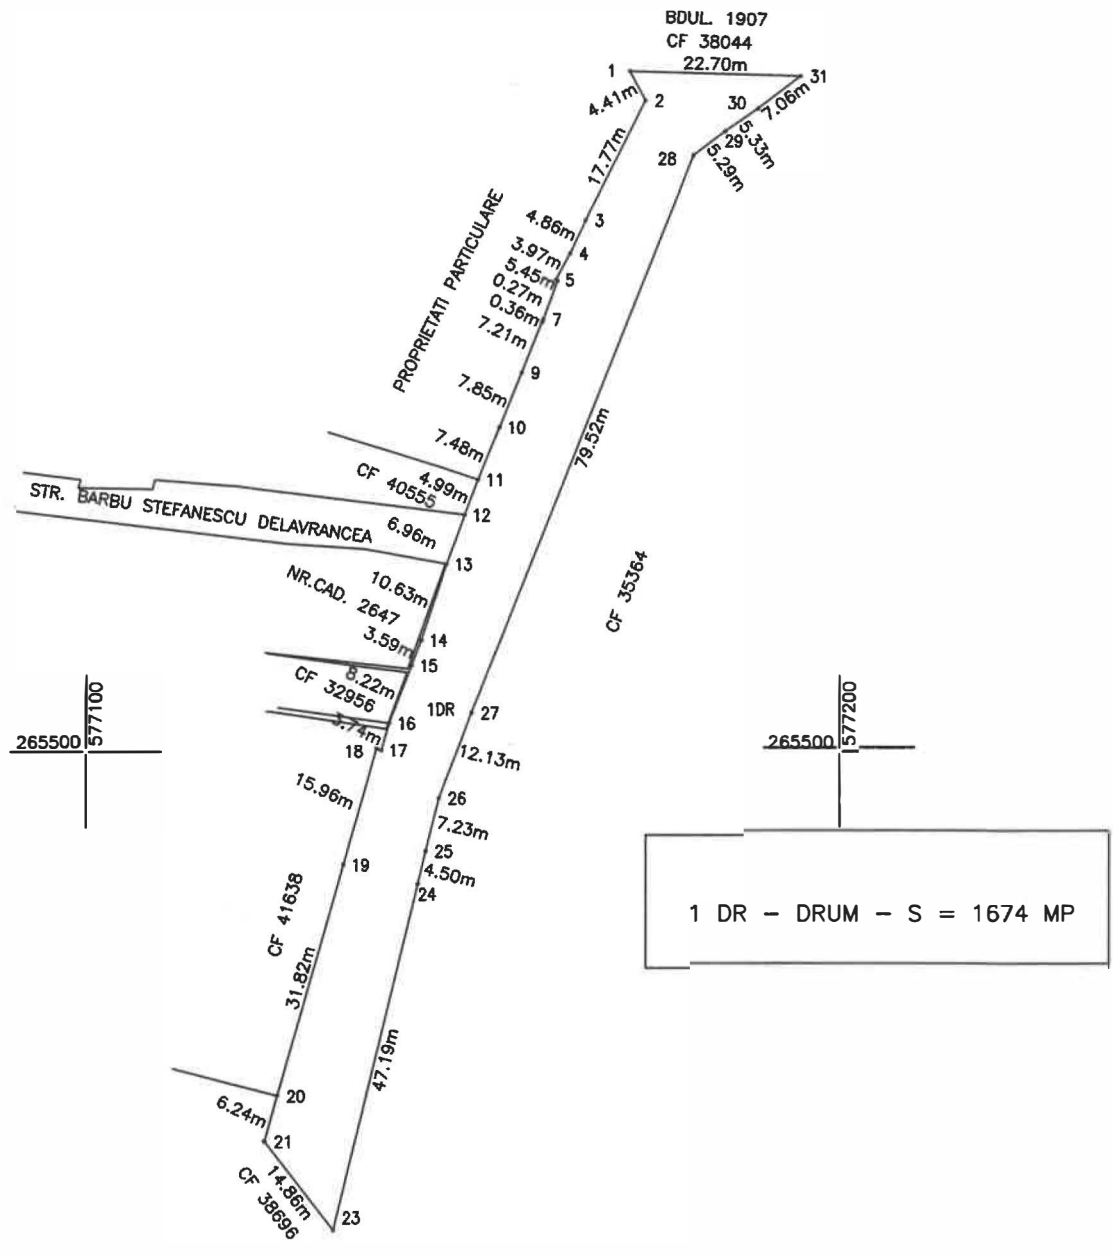 BDUL. 1907
CF 38044
22.70m
1
31
4.41m
2
30
7.06m
29
5.33m
28
5.29m
17.77m
PROPRIETATI PARTICULARE
3
4.86m
4
3.97m
5
5.45m
0.27m
0.36m
7
7.21m
9
7.85m
10
79.52m
7.48m
11
CF 40555
4.99m
12
STR. BARBU STEFANESCU DELAVRANCEA
6.96m
13
NR.CAD. 2647
10.63m
CF 35364
14
3.59m
15
CF 32956
8.22m
1DR
16
27
3.74m
18
17
265500
577100
265500
577200
12.13m
15.96m
26
7.23m
25
19
4.50m
24
CF 41638
1 DR - DRUM - S = 1674 MP
31.82m
47.19m
20
6.24m
21
14.86m
CF 38696
23